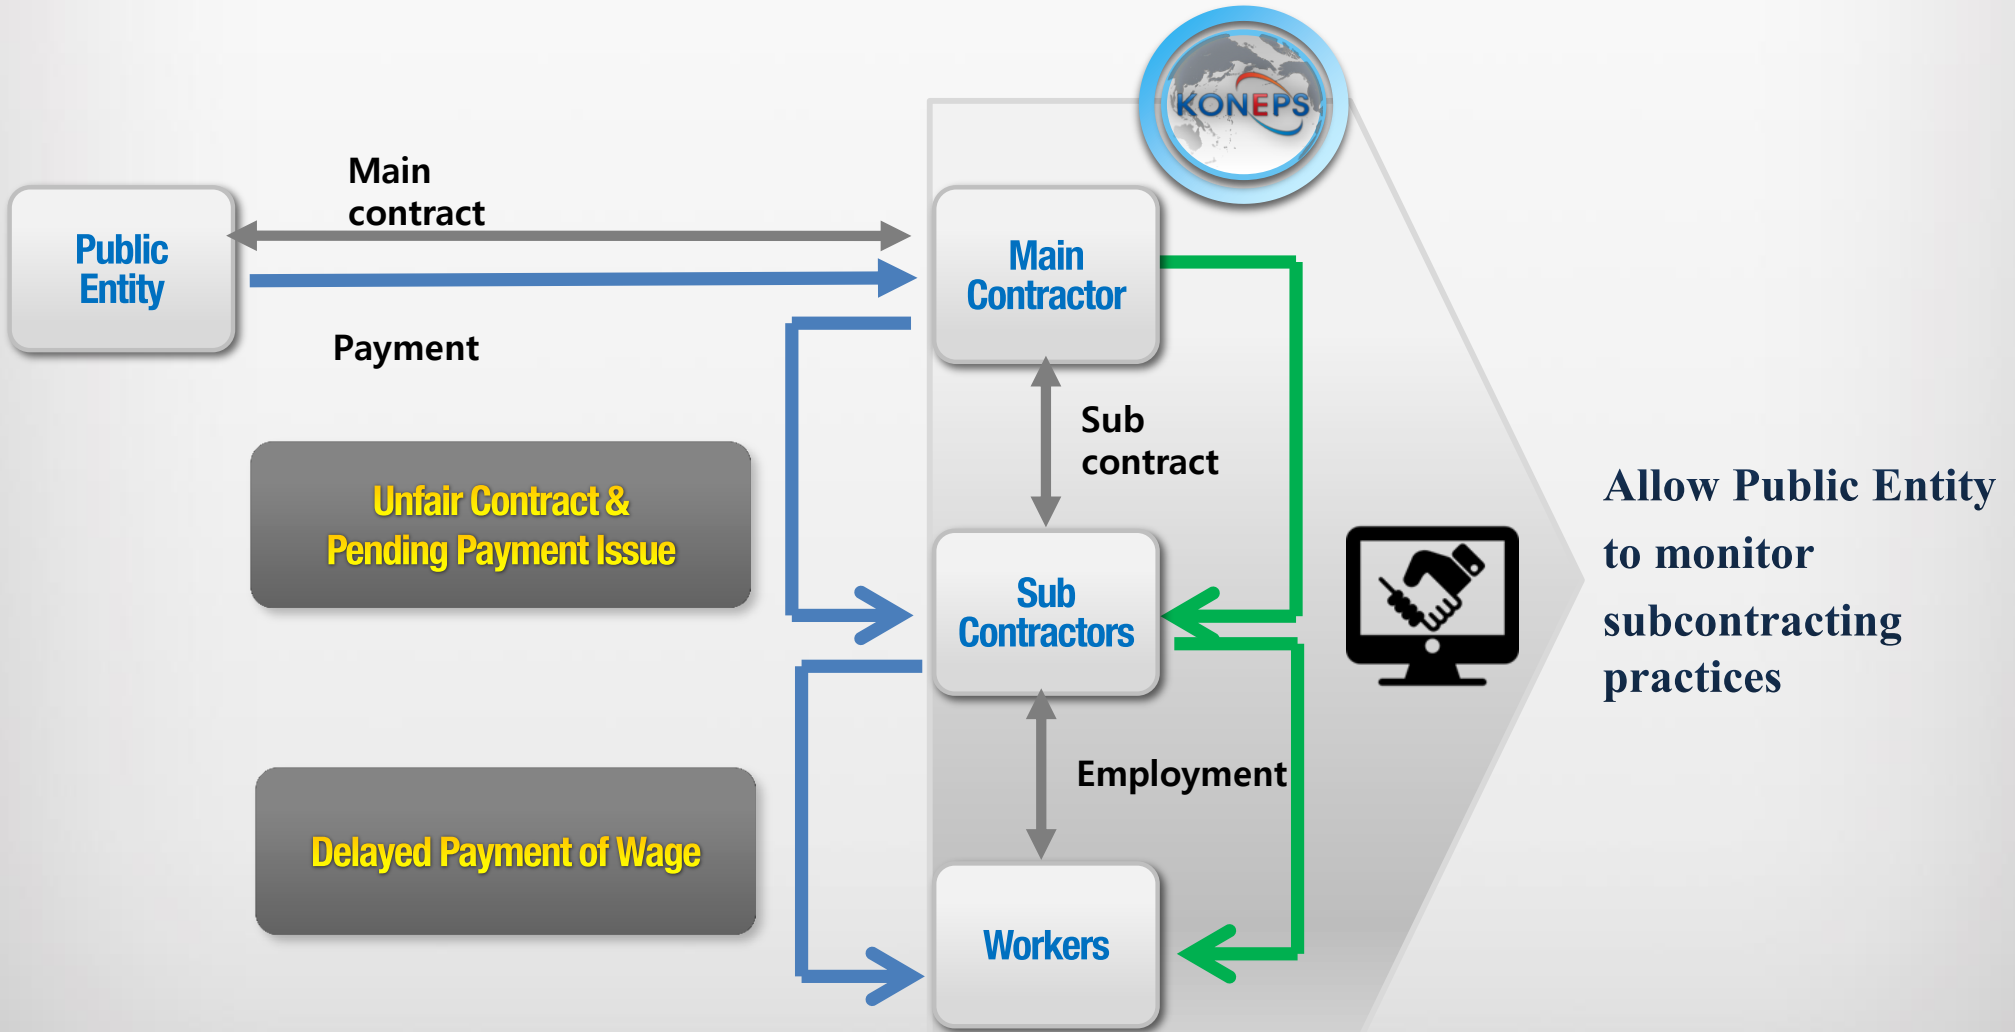 KONEPS
Main
contract
Public
Entity
Main
Contractor
Payment
Sub
contract
Unfair Contract &
Pending Payment Issue
Allow Public Entity
to monitor
subcontracting
practices
Sub
Contractors
Employment
Delayed Payment of Wage
Workers